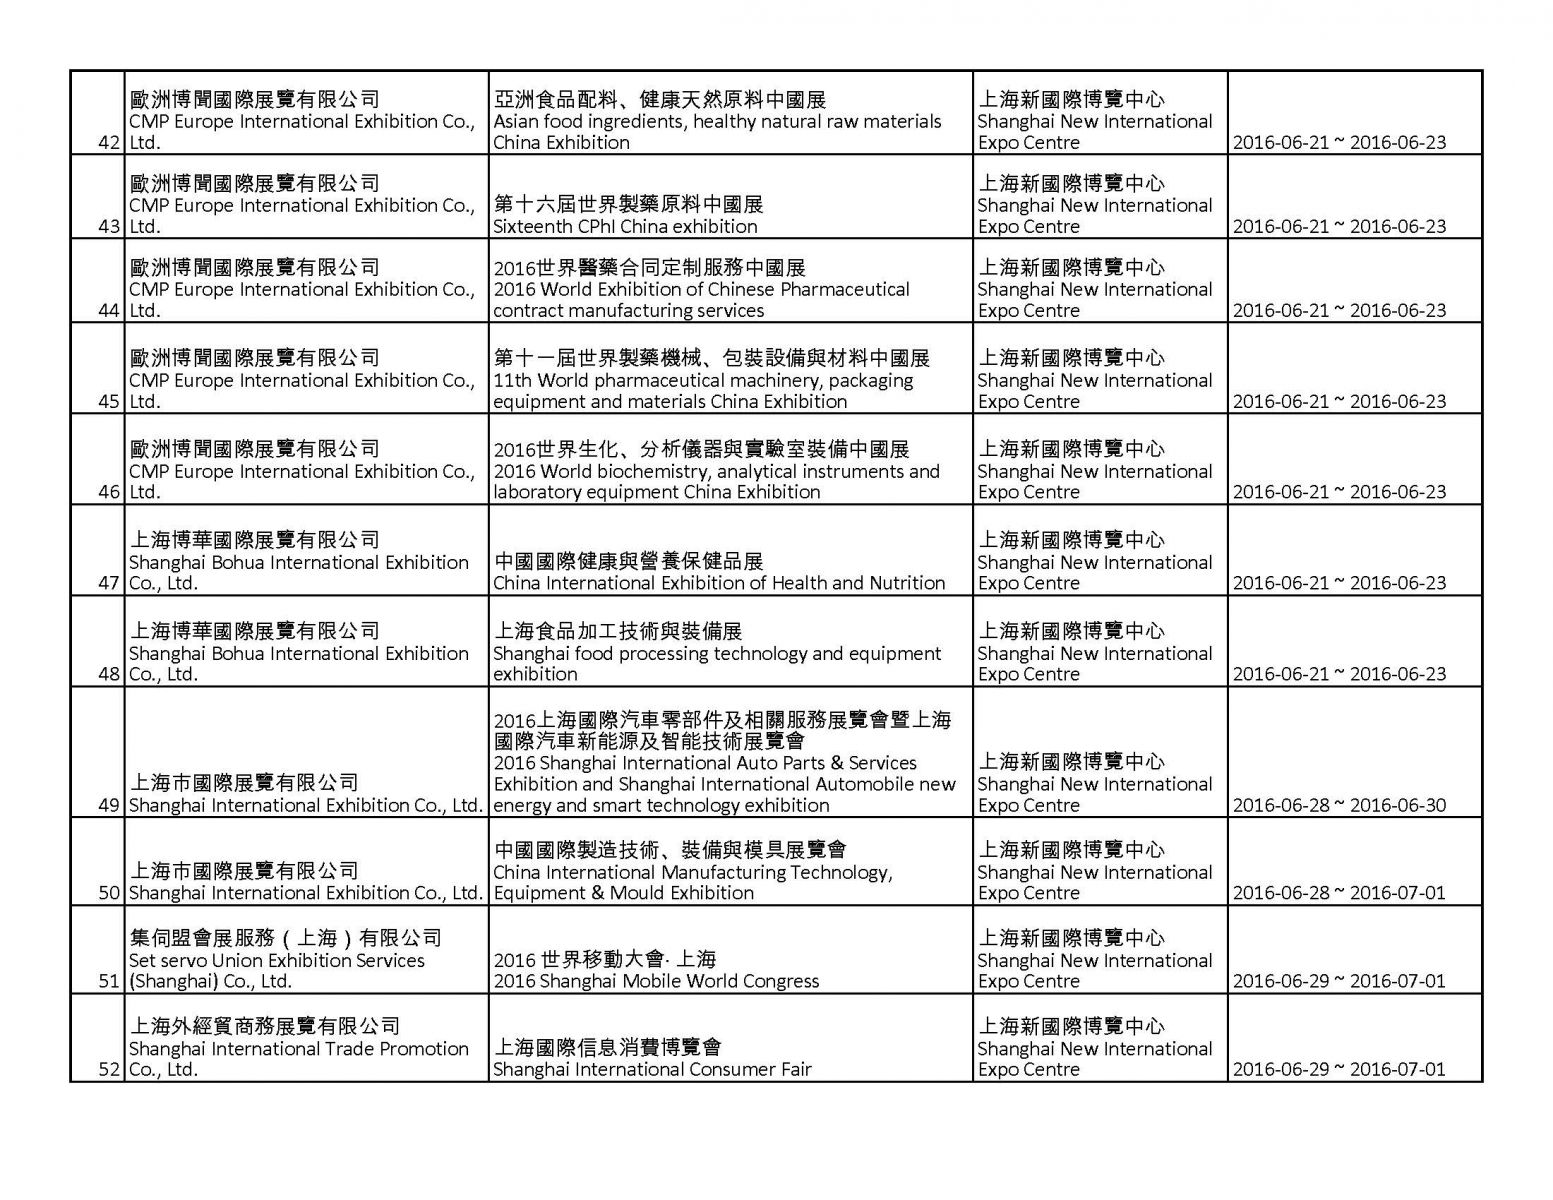 歐洲博聞國際展覽有限公司
CMP Europe International Exhibition Co.,
42 Ltd.
亞洲食品配料、健康天然原料中國展
Asian food ingredients, healthy natural raw materials
China Exhibition
上海新國際博覽中心
Shanghai New International
Expo Centre
2016-06-21 ~ 2016-06-23
歐洲博聞國際展覽有限公司
CMP Europe International Exhibition Co.,
43 Ltd.
第十六屆世界製藥原料中國展
Sixteenth CPhI China exhibition
上海新國際博覽中心
Shanghai New International
Expo Centre
2016-06-21 ~ 2016-06-23
歐洲博聞國際展覽有限公司
CMP Europe International Exhibition Co.,
44 Ltd.
2016世界醫藥合同定制服務中國展
2016 World Exhibition of Chinese Pharmaceutical
contract manufacturing services
上海新國際博覽中心
Shanghai New International
Expo Centre
2016-06-21 ~ 2016-06-23
歐洲博聞國際展覽有限公司
CMP Europe International Exhibition Co.,
45 Ltd.
第十一屆世界製藥機械、包裝設備與材料中國展
11th World pharmaceutical machinery, packaging
equipment and materials China Exhibition
上海新國際博覽中心
Shanghai New International
Expo Centre
2016-06-21 ~ 2016-06-23
歐洲博聞國際展覽有限公司
CMP Europe International Exhibition Co.,
46 Ltd.
2016世界生化、分析儀器與實驗室裝備中國展
2016 World biochemistry, analytical instruments and
laboratory equipment China Exhibition
上海新國際博覽中心
Shanghai New International
Expo Centre
2016-06-21 ~ 2016-06-23
上海博華國際展覽有限公司
Shanghai Bohua International Exhibition
47 Co., Ltd.
中國國際健康與營養保健品展
China International Exhibition of Health and Nutrition
上海新國際博覽中心
Shanghai New International
Expo Centre
2016-06-21 ~ 2016-06-23
上海博華國際展覽有限公司
Shanghai Bohua International Exhibition
48 Co., Ltd.
上海食品加工技術與裝備展
Shanghai food processing technology and equipment
exhibition
上海新國際博覽中心
Shanghai New International
Expo Centre
2016-06-21 ~ 2016-06-23
上海市國際展覽有限公司
49 Shanghai International Exhibition Co., Ltd.
2016上海國際汽車零部件及相關服務展覽會暨上海
國際汽車新能源及智能技術展覽會
2016 Shanghai International Auto Parts & Services
Exhibition and Shanghai International Automobile new
energy and smart technology exhibition
上海新國際博覽中心
Shanghai New International
Expo Centre
2016-06-28 ~ 2016-06-30
上海市國際展覽有限公司
50 Shanghai International Exhibition Co., Ltd.
中國國際製造技術、裝備與模具展覽會
China International Manufacturing Technology,
Equipment & Mould Exhibition
上海新國際博覽中心
Shanghai New International
Expo Centre
2016-06-28 ~ 2016-07-01
集伺盟會展服務（上海）有限公司
Set servo Union Exhibition Services
51 (Shanghai) Co., Ltd.
2016 世界移動大會· 上海
2016 Shanghai Mobile World Congress
上海新國際博覽中心
Shanghai New International
Expo Centre
2016-06-29 ~ 2016-07-01
上海外經貿商務展覽有限公司
Shanghai International Trade Promotion
52 Co., Ltd.
上海國際信息消費博覽會
Shanghai International Consumer Fair
上海新國際博覽中心
Shanghai New International
Expo Centre
2016-06-29 ~ 2016-07-01